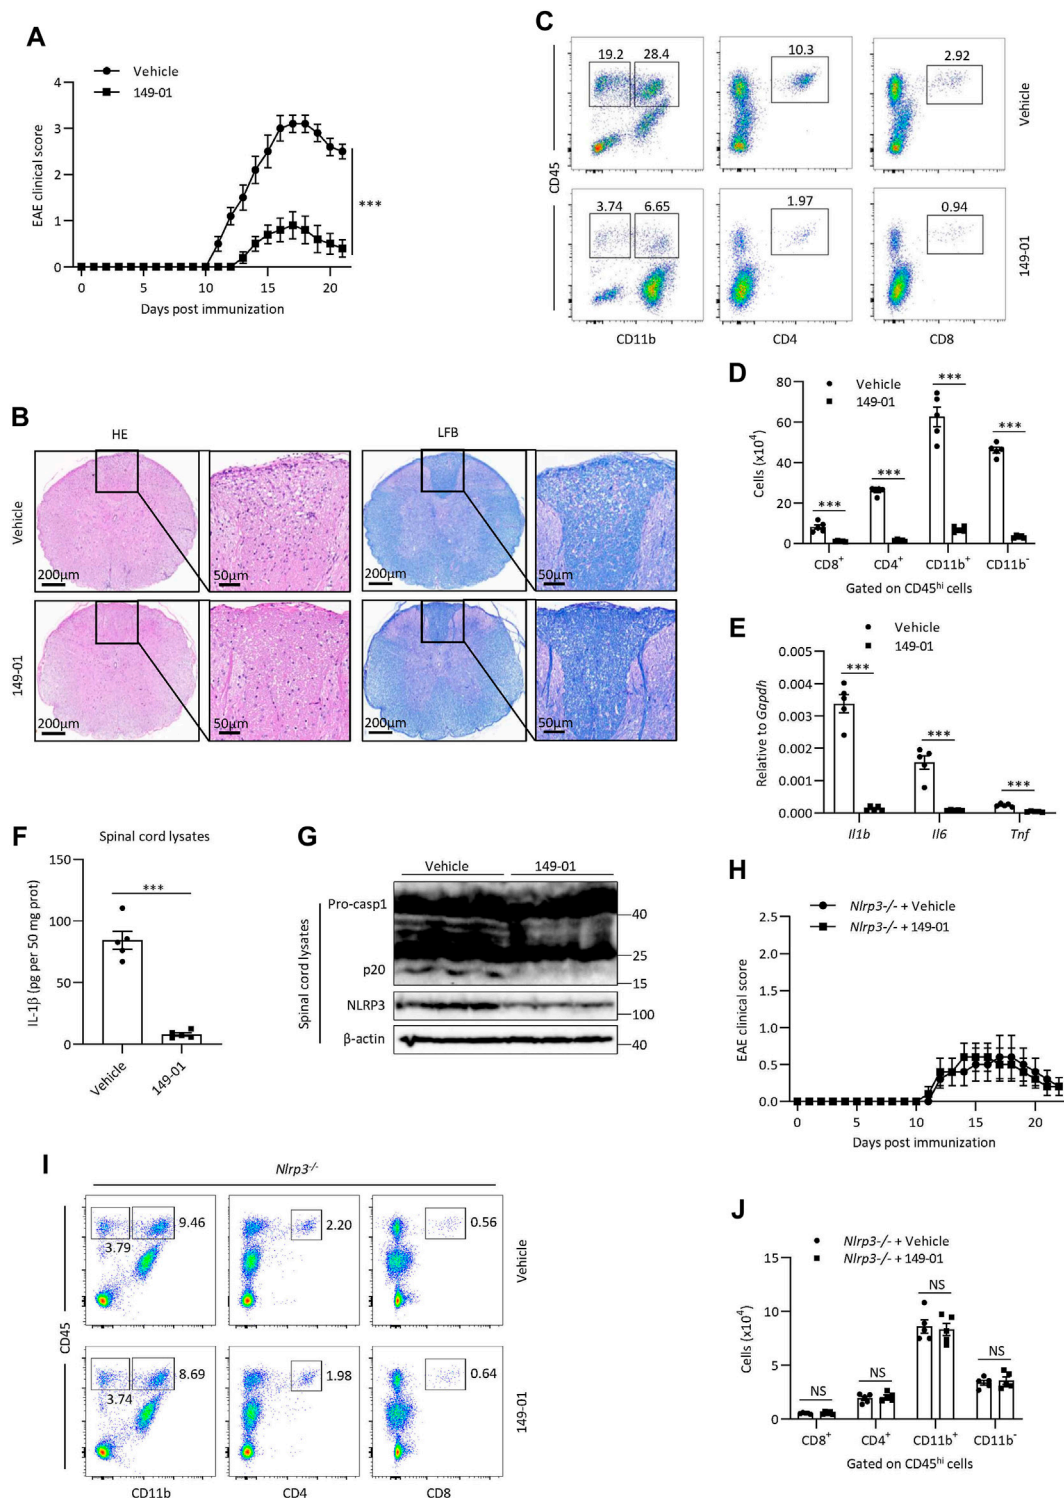 A
Vehicle
149-01
EAE clinical score
4
3
2
1
0
***
0 5 10 15 20
Days post immunization
B
HE LFB
Vehicle
200μm 50μm 200μm 50μm
149-01
200μm 50μm 200μm 50μm
C
19.2 28.4 10.3 2.92
Vehicle
CD45
3.74 6.65 1.97 0.94
149-01
CD11b CD4 CD8
D
Vehicle
149-01
Cells (x10⁴)
80
60
40
20
0
*** *** *** ***
CD8⁺ CD4⁺ CD11b⁺ CD11b⁻
Gated on CD45ʰⁱ cells
E
Vehicle
149-01
Relative to Gapdh
0.005
0.004
0.003
0.002
0.001
0.000
*** *** ***
Il1b Il6 Tnf
F
Spinal cord lysates
IL-1β (pg per 50 mg prot)
150
100
50
0
***
Vehicle 149-01
G
Vehicle 149-01
Spinal cord lysates
Pro-casp1
40
25
p20
15
NLRP3
100
β-actin
40
H
Nlrp3-/- + Vehicle
Nlrp3-/- + 149-01
EAE clinical score
2.5
2.0
1.5
1.0
0.5
0.0
0 5 10 15 20
Days post immunization
I
Nlrp3⁻/⁻
9.46 2.20 0.56
3.79
Vehicle
CD45
8.69 1.98 0.64
3.74
149-01
CD11b CD4 CD8
J
Nlrp3-/- + Vehicle
Nlrp3-/- + 149-01
Cells (x10⁴)
15
10
5
0
NS NS NS NS
CD8⁺ CD4⁺ CD11b⁺ CD11b⁻
Gated on CD45ʰⁱ cells